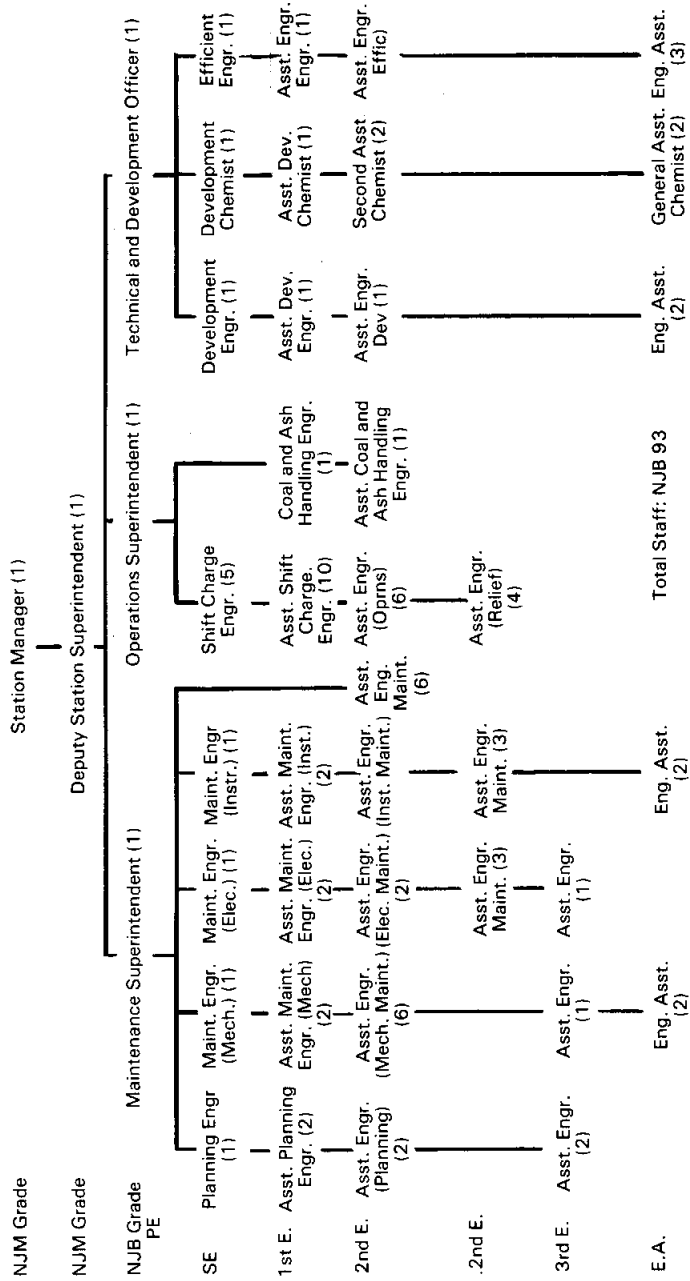 NJM Grade
Station Manager (1)
NJM Grade
Deputy Station Superintendent (1)
NJB Grade
PE
Maintenance Superintendent (1)
Operations Superintendent (1)
Technical and Development Officer (1)
SE
Planning Engr
(1)
Maint. Engr.
(Mech.) (1)
Maint. Engr.
(Elec.) (1)
Maint. Engr
(Instr.) (1)
Shift Charge
Engr. (5)
Development
Engr. (1)
Development
Chemist (1)
Efficient
Engr. (1)
1st E.
Asst. Planning
Engr. (2)
Asst. Maint.
Engr. (Mech)
(2)
Asst. Maint.
Engr. (Elec.)
(2)
Asst. Maint.
Engr. (Inst.)
(2)
Asst. Shift
Charge.
Engr. (10)
Coal and Ash
Handling Engr.
(1)
Asst. Dev.
Engr. (1)
Asst. Dev.
Chemist (1)
Asst. Engr.
Engr. (1)
2nd E.
Asst. Engr.
(Planning)
(2)
Asst. Engr.
(Mech. Maint.)
(6)
Asst. Engr.
(Elec. Maint.)
(2)
Asst. Engr.
(Inst. Maint.)
Asst.
Eng.
Maint.
(6)
Asst. Engr.
(Oprns)
(6)
Asst. Coal and
Ash Handling
Engr. (1)
Asst. Engr.
Dev (1)
Second Asst
Chemist (2)
Asst. Engr.
Effic)
.2nd E.
Asst. Engr.
Maint. (3)
Asst. Engr.
Maint. (3)
Asst. Engr.
(Relief)
(4)
3rd E.
Asst. Engr.
(2)
Asst. Engr.
(1)
Asst. Engr.
(1)
E.A.
Eng. Asst.
(2)
Eng. Asst.
(2)
Total Staff: NJB 93
Eng. Asst.
(2)
General Asst.
Chemist (2)
Eng. Asst.
(3)